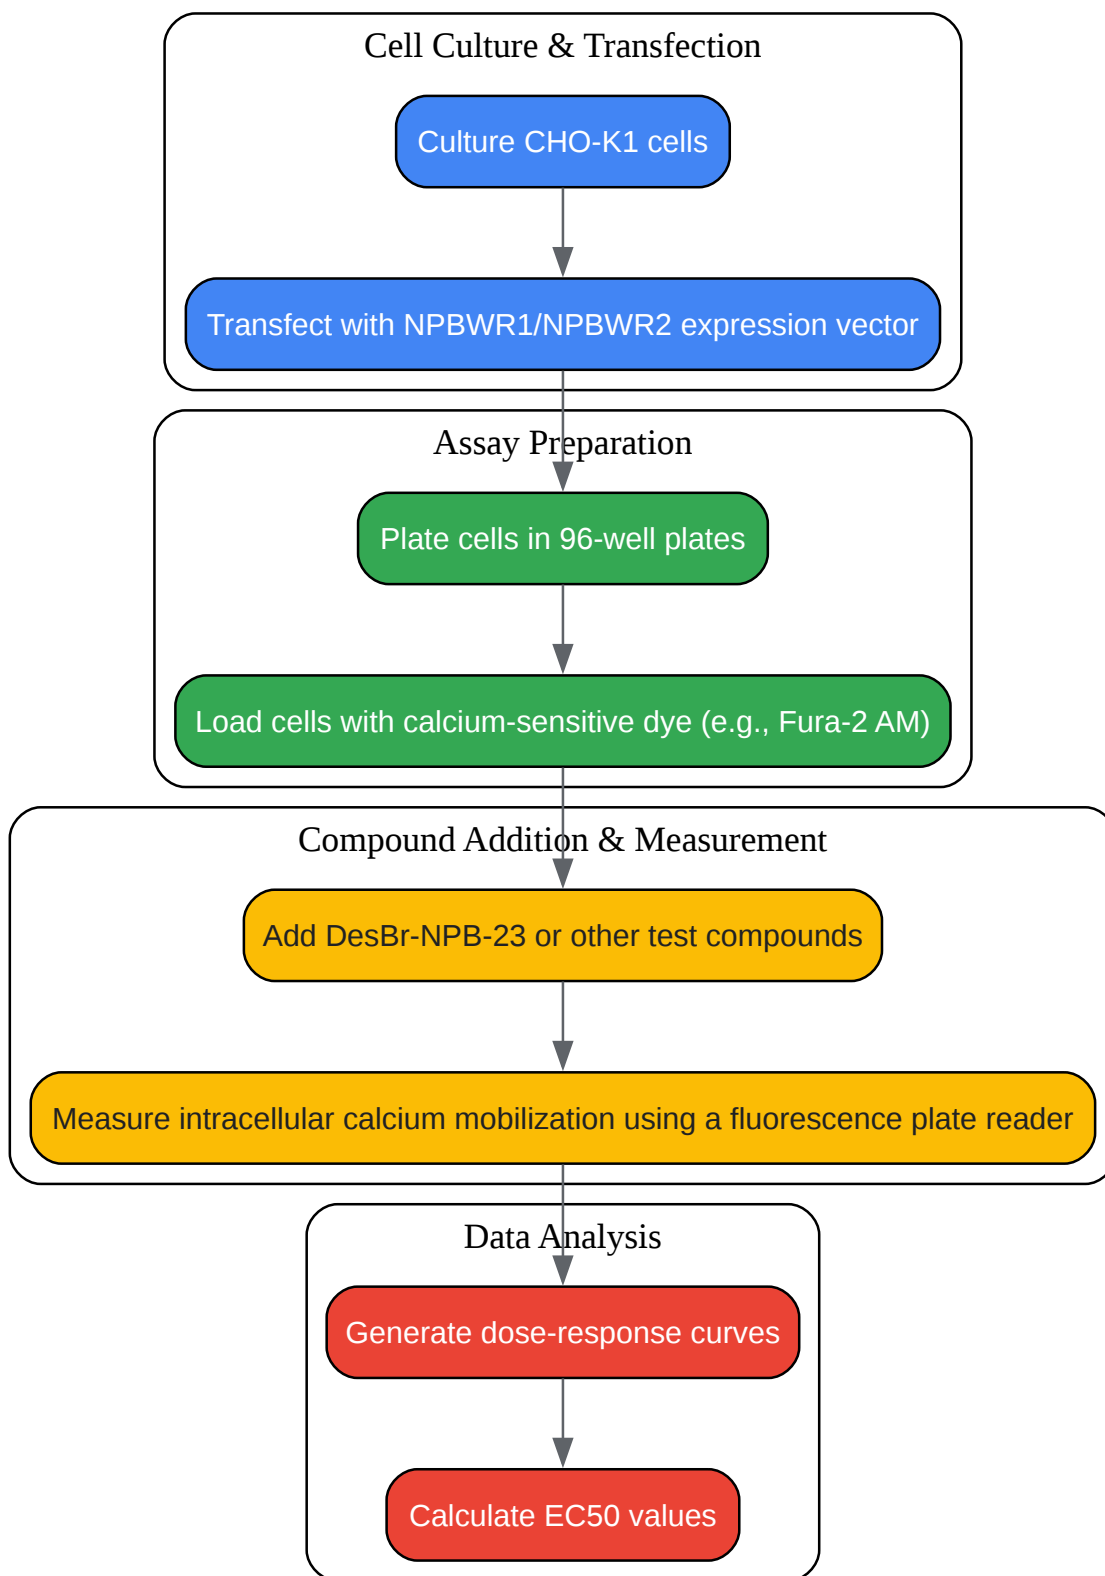 Cell Culture & Transfection
Culture CHO-K1 cells
Transfect with NPBWR1/NPBWR2 expression vector
Assay Preparation
Plate cells in 96-well plates
Load cells with calcium-sensitive dye (e.g., Fura-2 AM)
Compound Addition & Measurement
Add DesBr-NPB-23 or other test compounds
Measure intracellular calcium mobilization using a fluorescence plate reader
Data Analysis
Generate dose-response curves
Calculate EC50 values